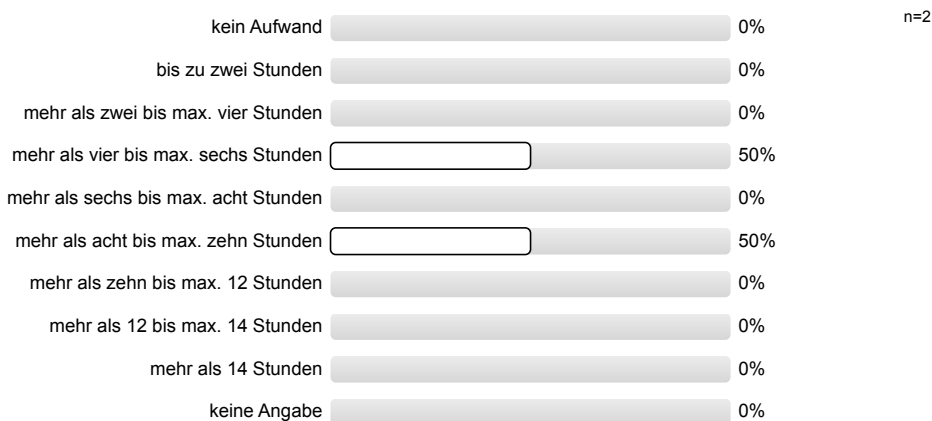 kein Aufwand 0% n=2
bis zu zwei Stunden 0%
mehr als zwei bis max. vier Stunden 0%
mehr als vier bis max. sechs Stunden 50%
mehr als sechs bis max. acht Stunden 0%
mehr als acht bis max. zehn Stunden 50%
mehr als zehn bis max. 12 Stunden 0%
mehr als 12 bis max. 14 Stunden 0%
mehr als 14 Stunden 0%
keine Angabe 0%